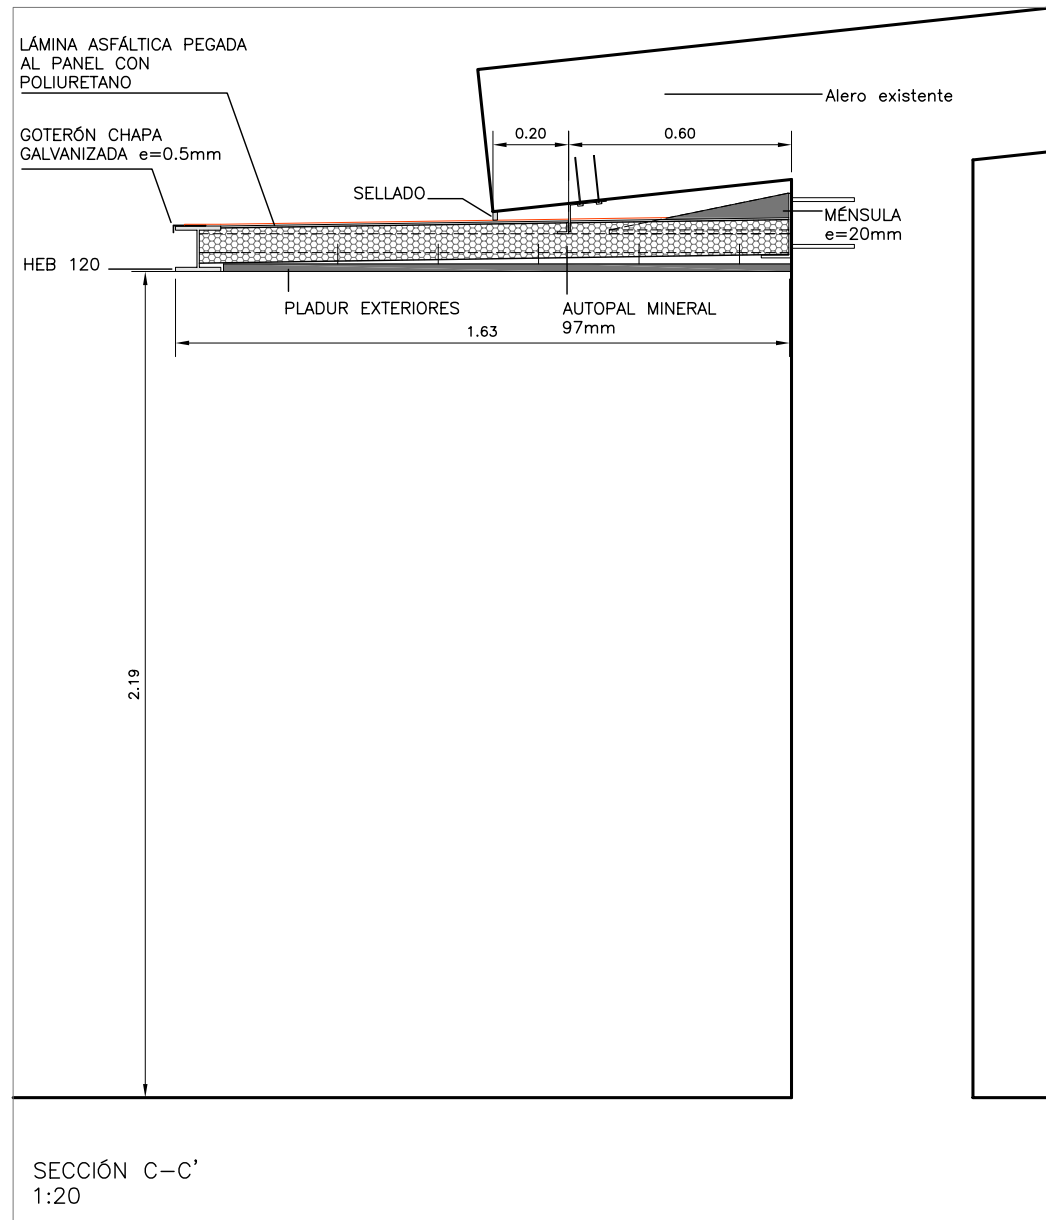 LÁMINA ASFÁLTICA PEGADA
AL PANEL CON
POLIURETANO
Alero existente
GOTERÓN CHAPA
GALVANIZADA e=0.5mm
0.20
0.60
SELLADO
MÉNSULA
e=20mm
HEB 120
PLADUR EXTERIORES
AUTOPAL MINERAL
97mm
1.63
2.19
SECCIÓN C-C'
1:20